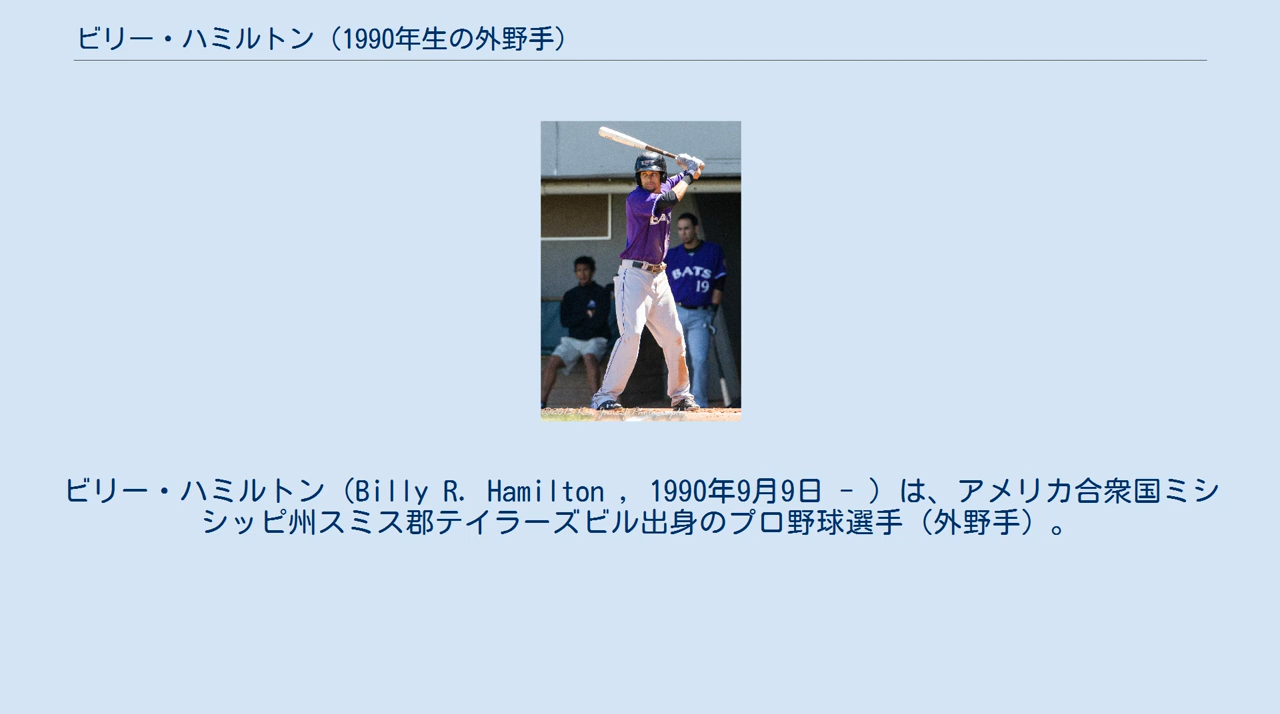 ビリー・ハミルトン（1990年生の外野手）
BATS
19
ビリー・ハミルトン（Billy R. Hamilton , 1990年9月9日 - ）は、アメリカ合衆国ミシ
シッピ州スミス郡テイラーズビル出身のプロ野球選手（外野手）。